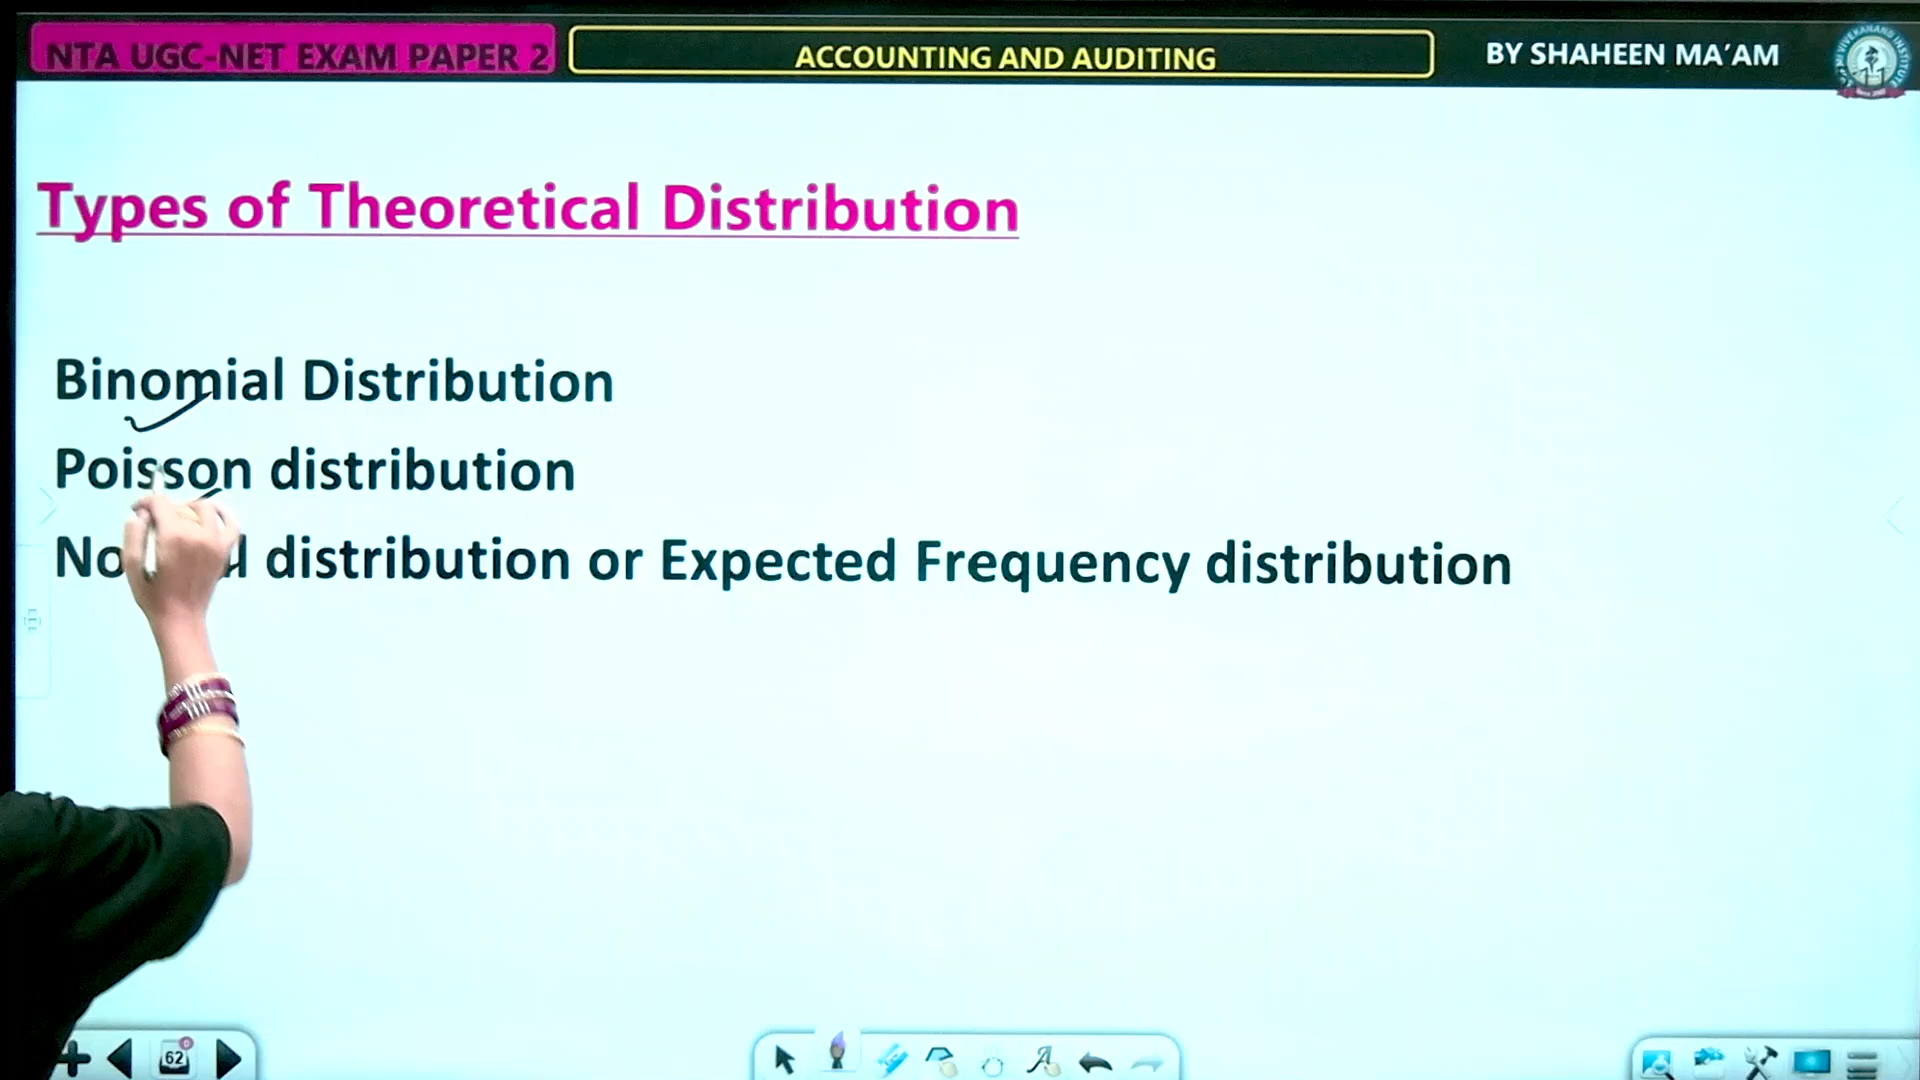 NTA UGC-NET EXAM PAPER 2
ACCOUNTING AND AUDITING
BY SHAHEEN MA’AM
Types of Theoretical Distribution
Binomial Distribution
Poisson distribution
distribution or Expected Frequency distribution
62